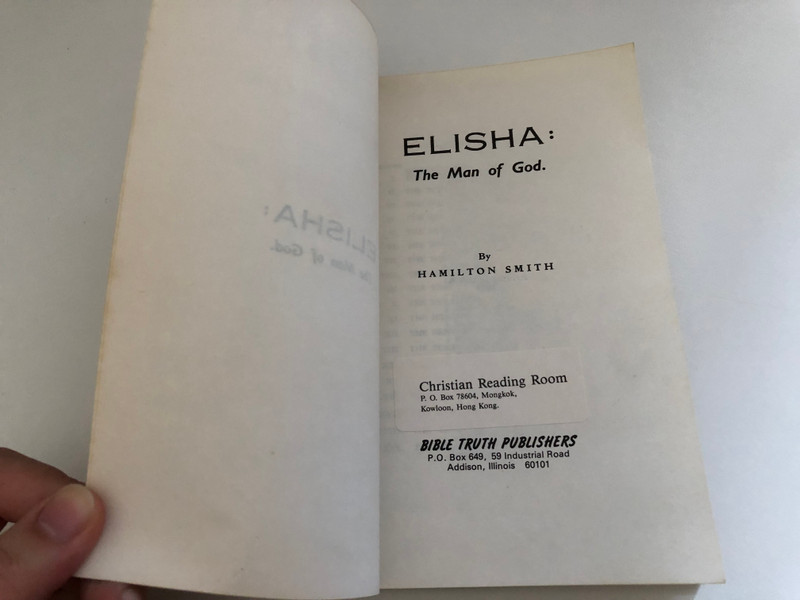 ELISHA:
The Man of God.
By
HAMILTON SMITH
Christian Reading Room
P. O. Box 78604, Mongkok,
Kowloon, Hong Kong.
BIBLE TRUTH PUBLISHERS
P.O. Box 649, 59 Industrial Road
Addison, Illinois 60101